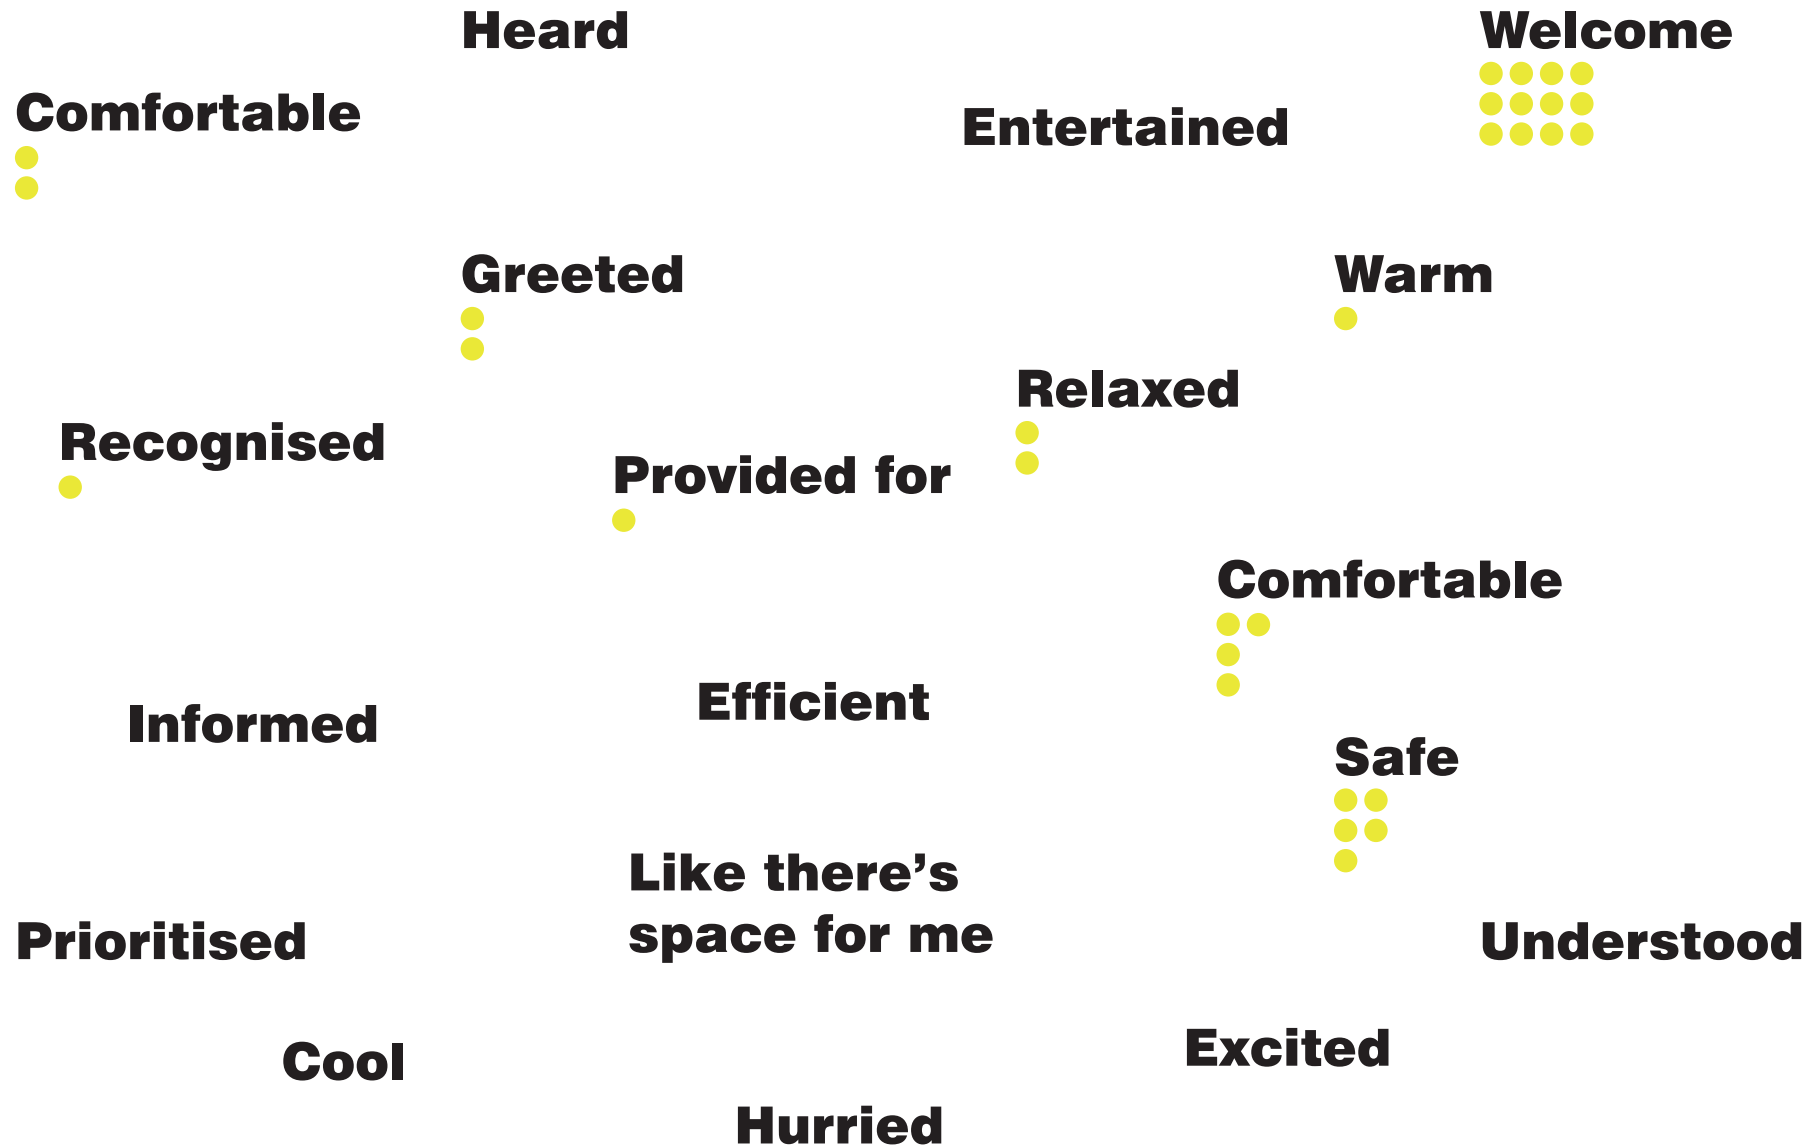 Heard
Welcome
Comfortable
Entertained
Greeted
Warm
Relaxed
Recognised
Provided for
Comfortable
Efficient
Informed
Safe
Like there’s
space for me
Prioritised
Understood
Excited
Cool
Hurried